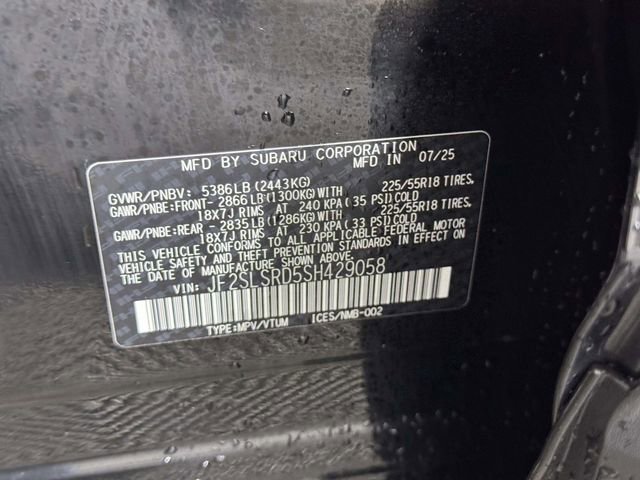 MFD BY SUBARU CORPORATION
MFD IN 07/25
GVWR/PNBV: 5386LB(2443KG)
GAWR/PNBE:FRONT- 2866LB(1300KG)WITH 225/55R18 TIRES,
18X7J RIMS AT 240 KPA(35 PSI)COLD
GAWR/PNBE:REAR - 2835LB(1286KG)WITH 225/55R18 TIRES,
18X7J RIMS AT 230 KPA(33 PSI)COLD
THIS VEHICLE CONFORMS TO ALL APPLICABLE FEDERAL MOTOR
VEHICLE SAFETY, BUMPER, AND THEFT PREVENTION STANDARDS
IN EFFECT ON THE DATE OF MANUFACTURE SHOWN ABOVE.
VIN: JF2SLSRD5SH429058
TYPE:MPV/VTUM ICES/NMB-002